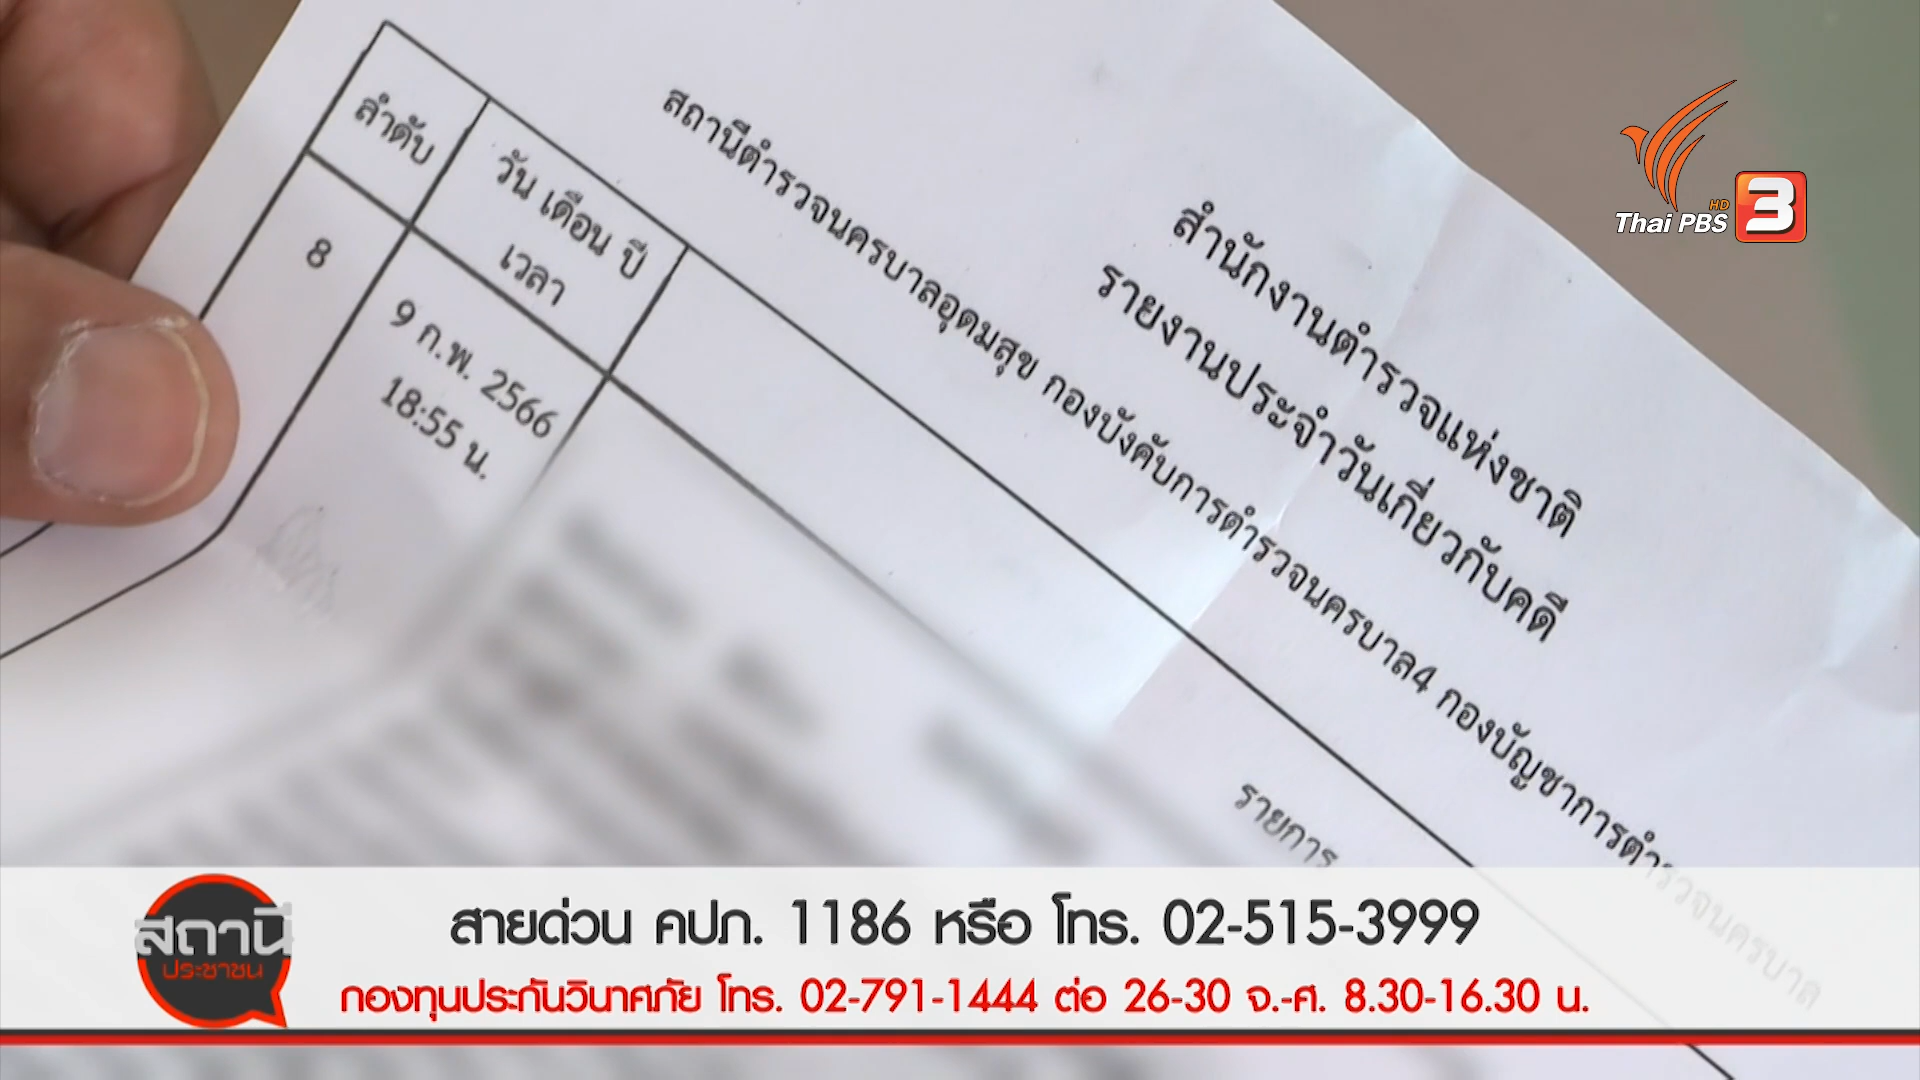 สำนักงานตำรวจแห่งชาติ
รายงานประจำวันเกี่ยวกับคดี
สถานีตำรวจนครบาลอุดมสุข กองบังคับการตำรวจนครบาล4 กองบัญชาการตำรวจนครบาล
ลำดับ
วัน เดือน ปี
เวลา
รายการ
8
9 ก.พ. 2566
18:55 น.
Thai PBS HD 3
สถานี
ประชาชน
สายด่วน คปภ. 1186 หรือ โทร. 02-515-3999
กองทุนประกันวินาศภัย โทร. 02-791-1444 ต่อ 26-30 จ.-ศ. 8.30-16.30 น.